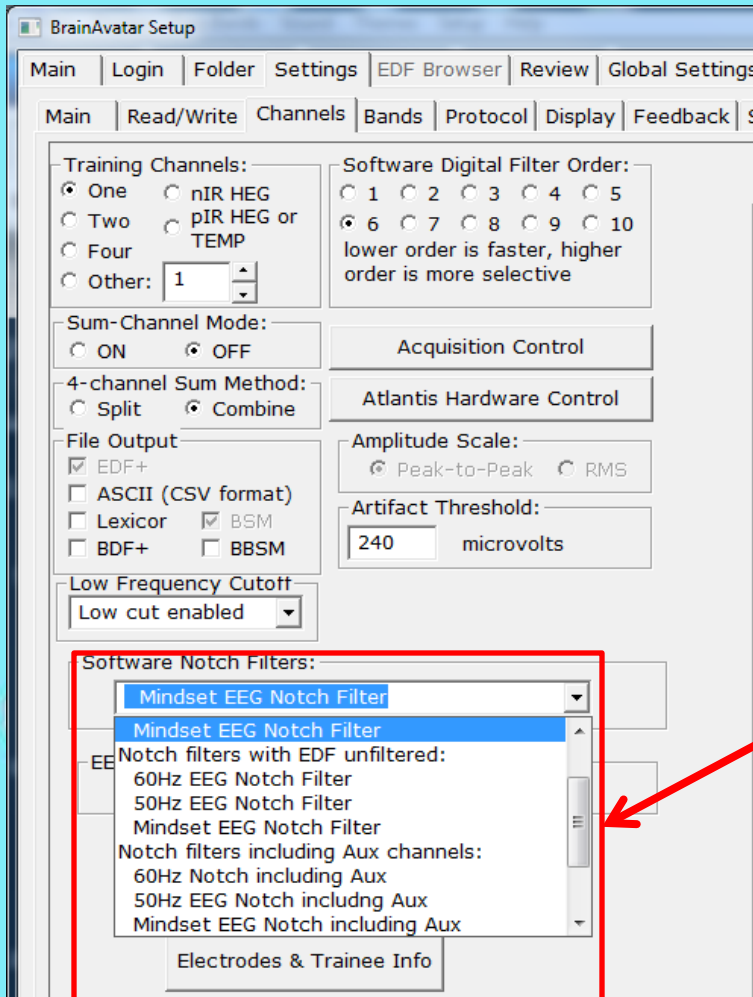 BrainAvatar Setup
Main Login Folder Settings EDF Browser Review Global Settings
Main Read/Write Channels Bands Protocol Display Feedback
Training Channels:
One nIR HEG
Two pIR HEG or TEMP
Four
Other: 1
Software Digital Filter Order:
1 2 3 4 5
6 7 8 9 10
lower order is faster, higher
order is more selective
Sum-Channel Mode:
ON OFF
Acquisition Control
4-channel Sum Method:
Split Combine
Atlantis Hardware Control
File Output
EDF+
ASCII (CSV format)
Lexicor BSM
BDF+ BBSM
Amplitude Scale:
Peak-to-Peak RMS
Artifact Threshold:
240 microvolts
Low Frequency Cutoff
Low cut enabled
Software Notch Filters:
Mindset EEG Notch Filter
Mindset EEG Notch Filter
Notch filters with EDF unfiltered:
60Hz EEG Notch Filter
50Hz EEG Notch Filter
Mindset EEG Notch Filter
Notch filters including Aux channels:
60Hz Notch including Aux
50Hz EEG Notch includng Aux
Mindset EEG Notch including Aux
Electrodes & Trainee Info